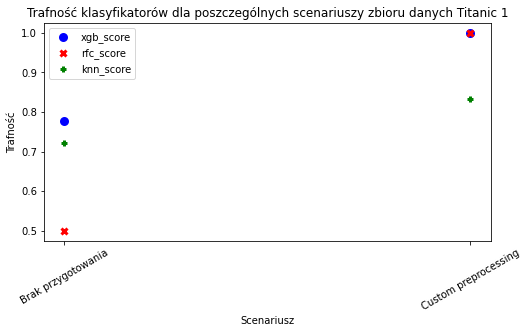 Trafność klasyfikatorów dla poszczególnych scenariuszy zbioru danych Titanic 1
xgb_score
rfc_score
knn_score
1.0
0.9
0.8
0.7
0.6
0.5
Trafność
Brak przygotowania
Custom preprocessing
Scenariusz